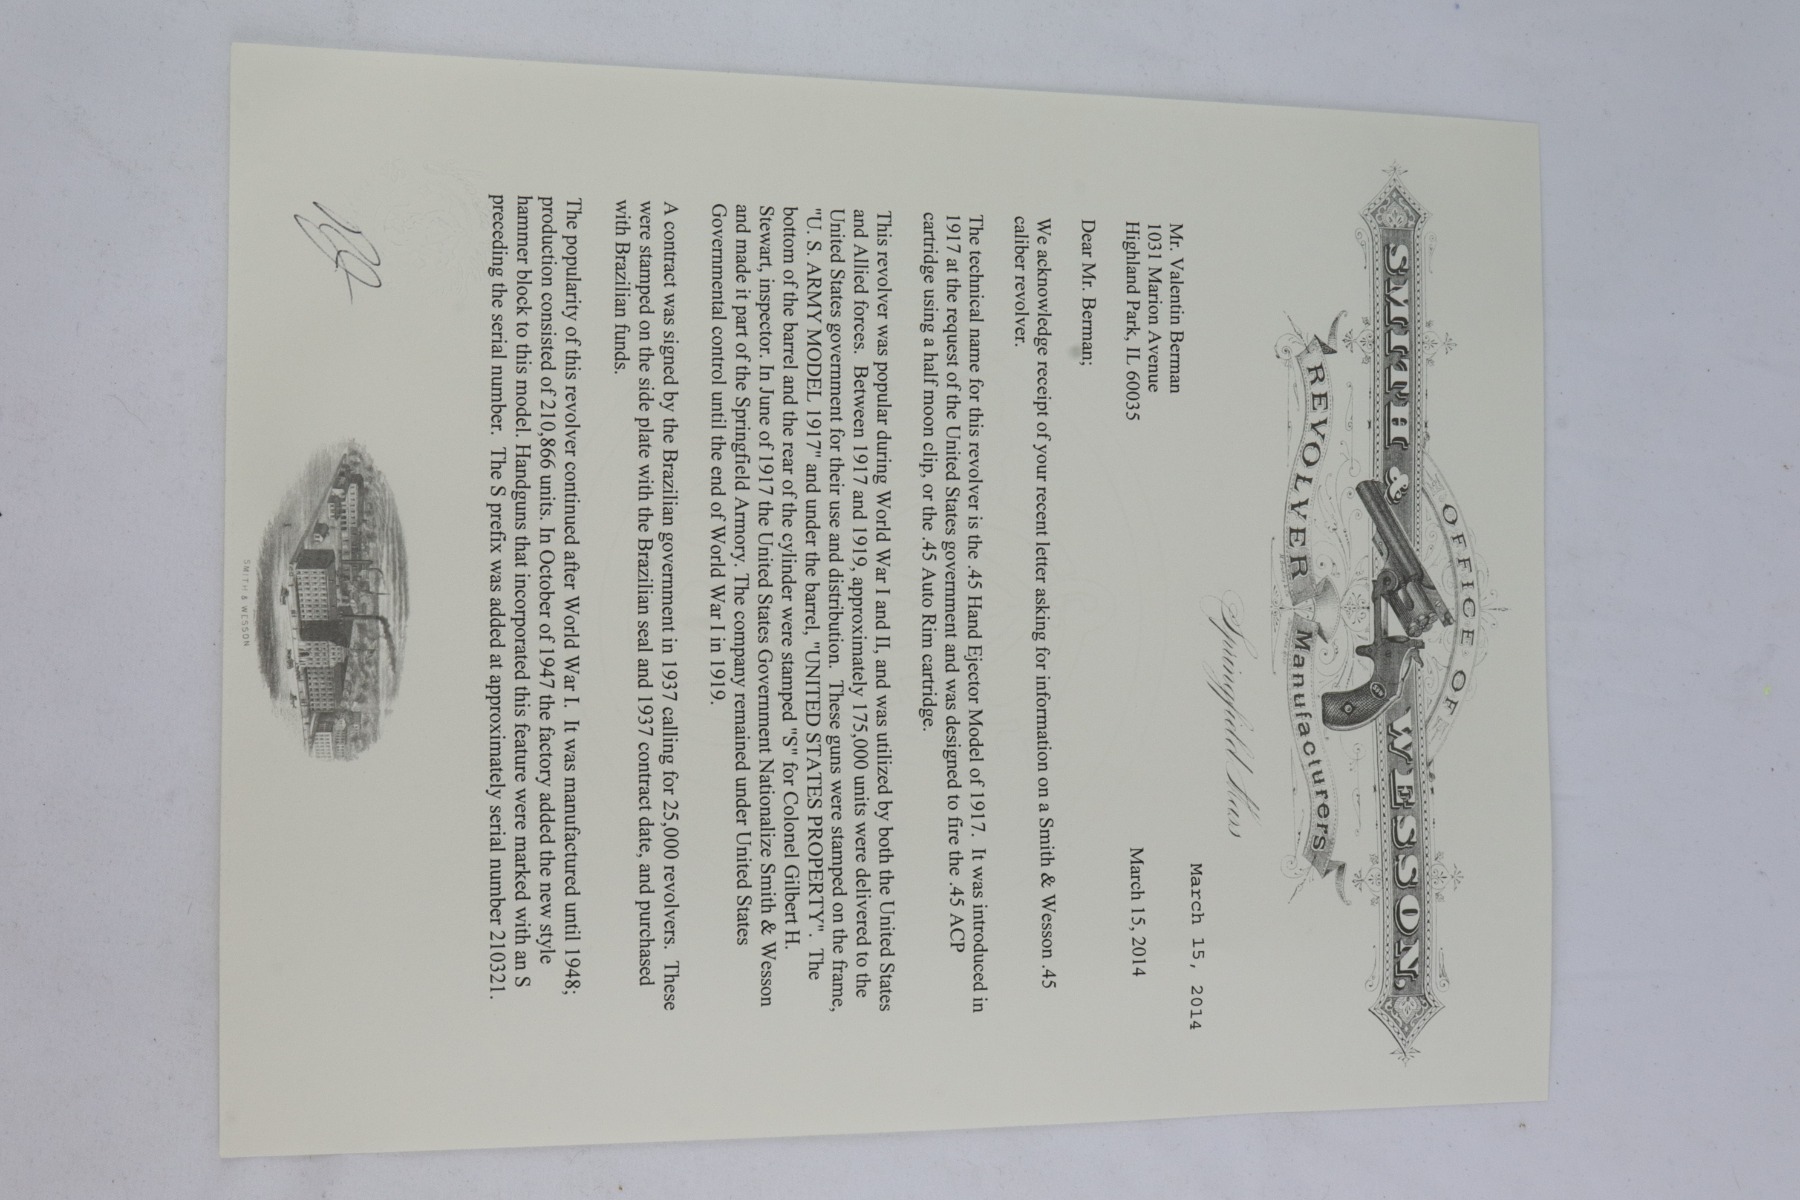 OFFICE OF
SMITH & WESSON.
REVOLVER Manufacturers
Springfield Mass
March 15, 2014
Mr. Valentin Berman
1031 Marion Avenue
Highland Park, IL 60035
March 15, 2014
Dear Mr. Berman;
We acknowledge receipt of your recent letter asking for information on a Smith & Wesson .45
caliber revolver.
The technical name for this revolver is the .45 Hand Ejector Model of 1917. It was introduced in
1917 at the request of the United States government and was designed to fire the .45 ACP
cartridge using a half moon clip, or the .45 Auto Rim cartridge.
This revolver was popular during World War I and II, and was utilized by both the United States
and Allied forces. Between 1917 and 1919, approximately 175,000 units were delivered to the
United States government for their use and distribution. These guns were stamped on the frame,
"U. S. ARMY MODEL 1917" and under the barrel, "UNITED STATES PROPERTY". The
bottom of the barrel and the rear of the cylinder were stamped "S" for Colonel Gilbert H.
Stewart, inspector. In June of 1917 the United States Government Nationalize Smith & Wesson
and made it part of the Springfield Armory. The company remained under United States
Governmental control until the end of World War I in 1919.
A contract was signed by the Brazilian government in 1937 calling for 25,000 revolvers. These
were stamped on the side plate with the Brazilian seal and 1937 contract date, and purchased
with Brazilian funds.
The popularity of this revolver continued after World War I. It was manufactured until 1948;
production consisted of 210,866 units. In October of 1947 the factory added the new style
hammer block to this model. Handguns that incorporated this feature were marked with an S
preceding the serial number. The S prefix was added at approximately serial number 210321.
SMITH & WESSON